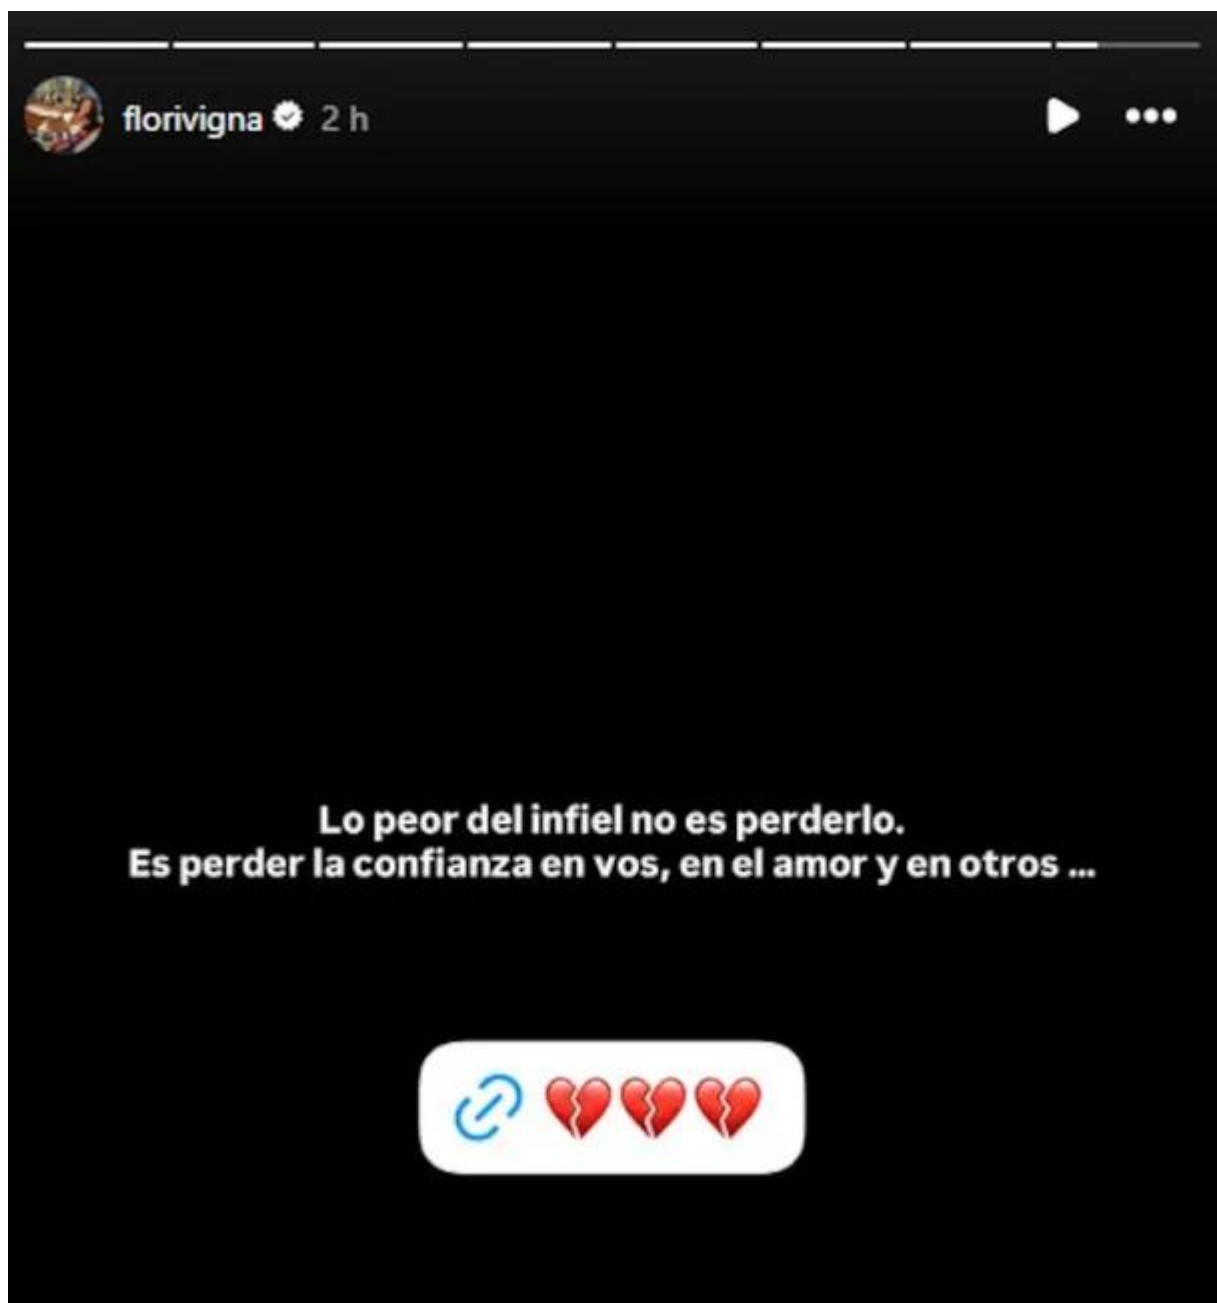 florivigna 2 h
Lo peor del infiel no es perderlo.
Es perder la confianza en vos, en el amor y en otros ...